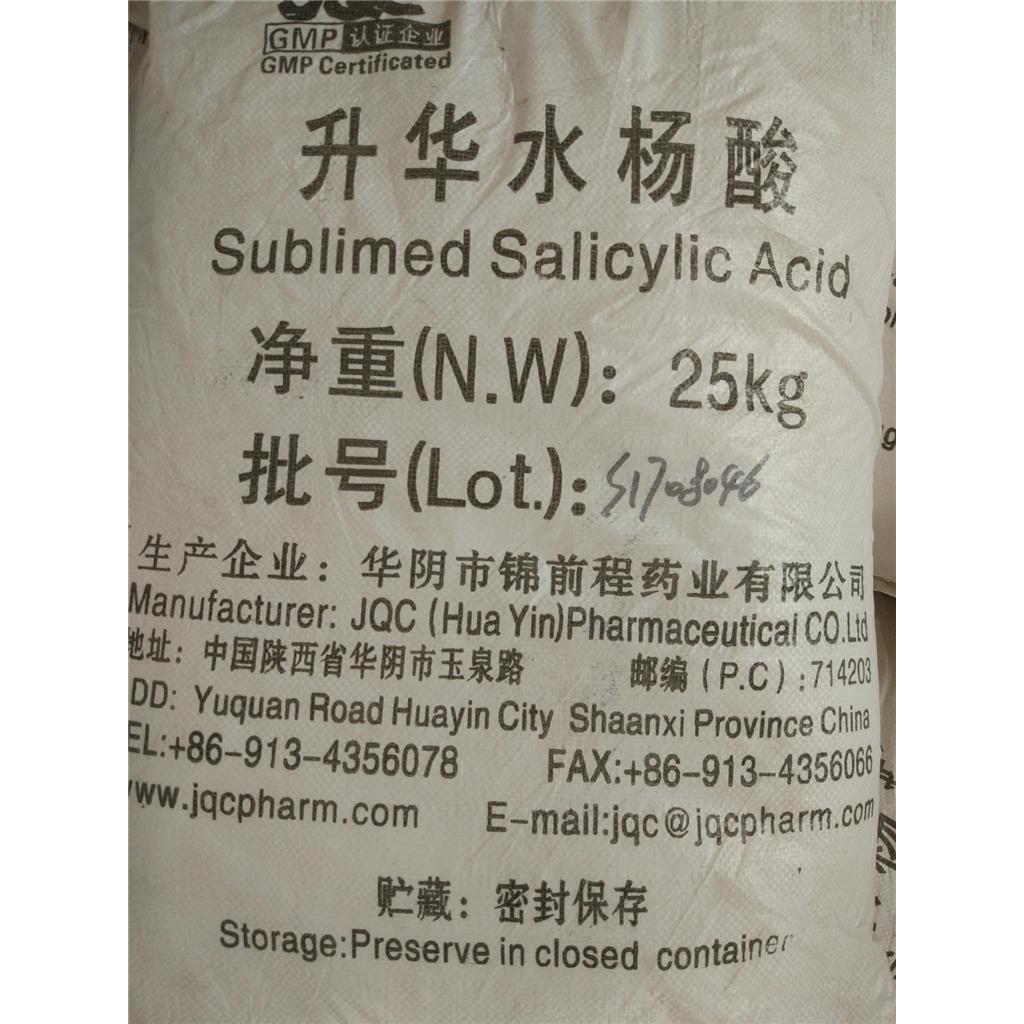 GMP 认证企业
GMP Certificated
升华水杨酸
Sublimed Salicylic Acid
净重(N.W): 25kg
批号(Lot.): S1708046
生产企业: 华阴市锦前程药业有限公司
Manufacturer: JQC (Hua Yin)Pharmaceutical CO.Ltd
地址: 中国陕西省华阴市玉泉路 邮编 (P.C) :714203
DD: Yuquan Road Huayin City Shaanxi Province China
EL:+86-913-4356078 FAX:+86-913-4356066
www.jqcpharm.com E-mail:jqc@jqcpharm.com
贮藏: 密封保存
Storage:Preserve in closed container